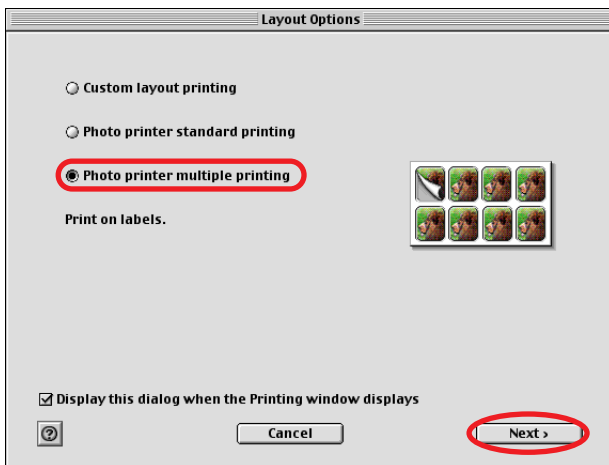 Layout Options
Custom layout printing
Photo printer standard printing
Photo printer multiple printing
Print on labels.
Display this dialog when the Printing window displays
?
Cancel
Next ›